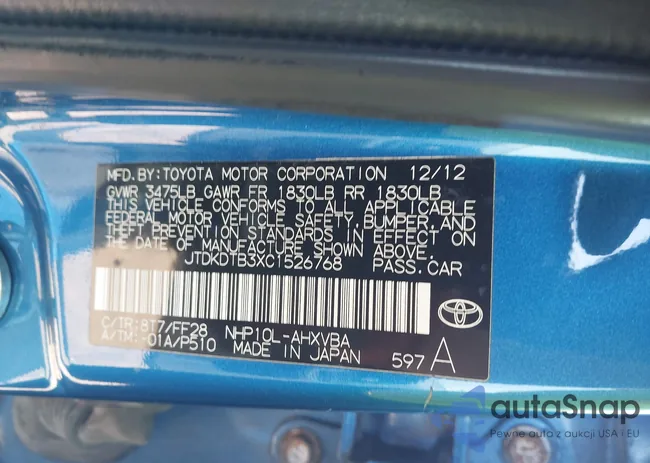 MFD.BY:TOYOTA MOTOR CORPORATION 12/12
GVWR 3475LB GAWR FR 1830LB RR 1830LB
THIS VEHICLE CONFORMS TO ALL APPLICABLE
FEDERAL MOTOR VEHICLE SAFETY, BUMPER, AND
THEFT PREVENTION STANDARDS IN EFFECT ON
THE DATE OF MANUFACTURE SHOWN ABOVE.
JTDKDTB3XC1526768 PASS.CAR
C/TR:8T7/FF28 NHP10L-AHXVBA
A/TM:-01A/P510 MADE IN JAPAN 597 A
autoSnap
Pewne auto z aukcji USA i EU